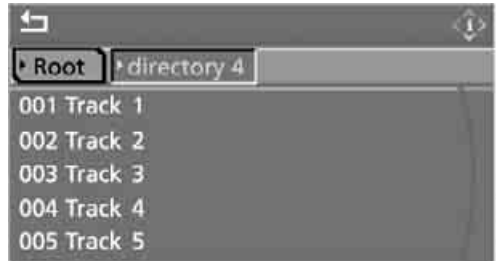 Root directory 4
001 Track 1
002 Track 2
003 Track 3
004 Track 4
005 Track 5